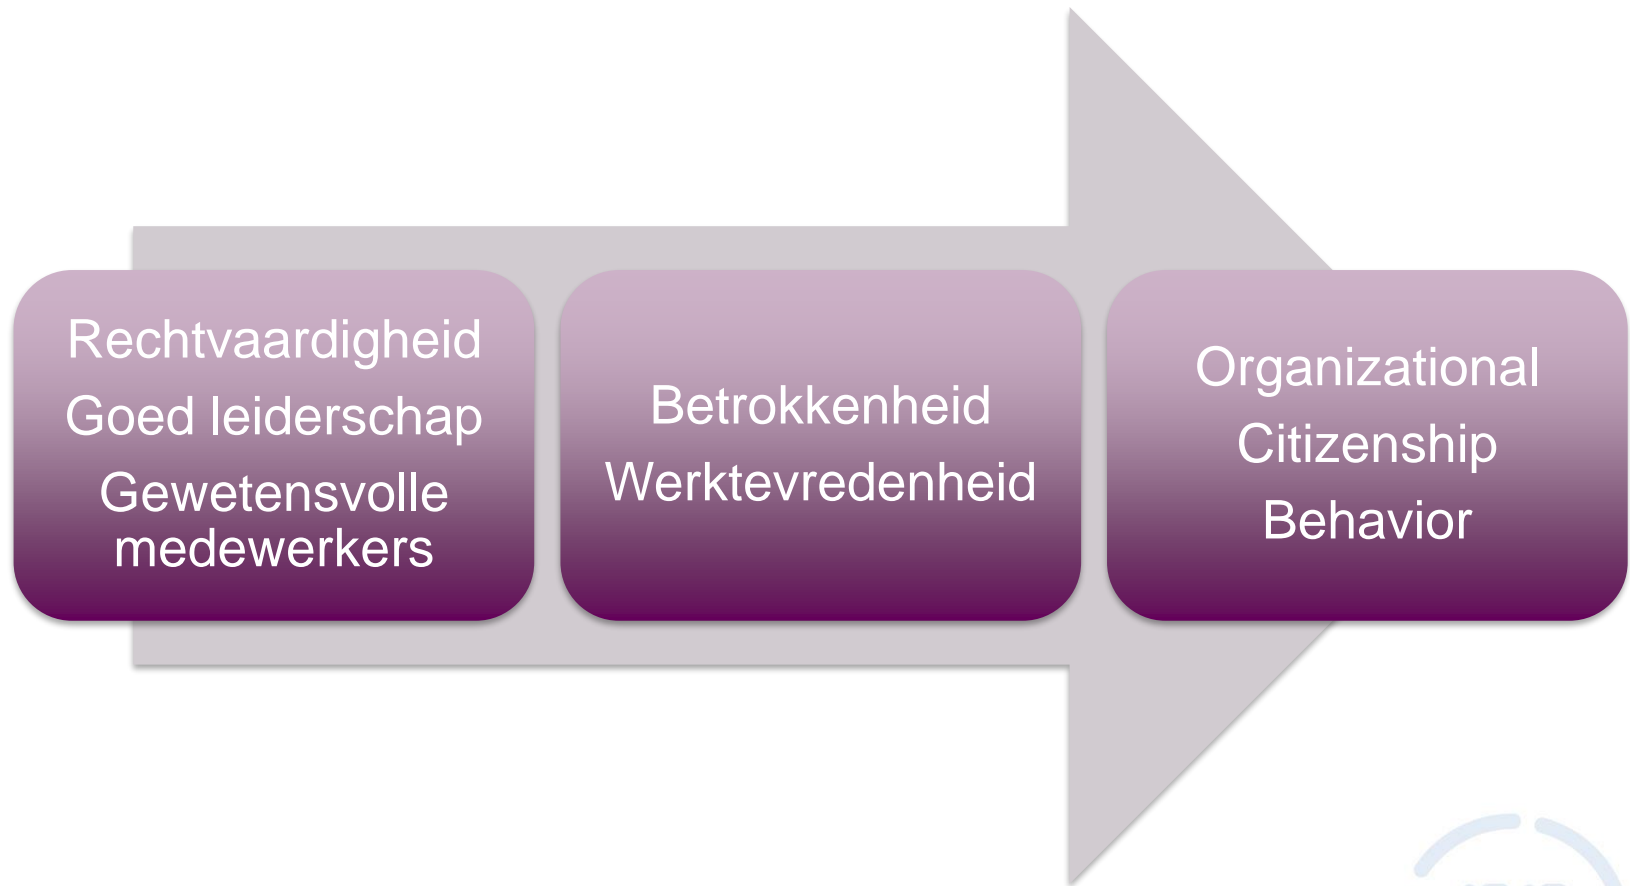 Rechtvaardigheid
Goed leiderschap
Gewetensvolle
medewerkers
Betrokkenheid
Werktevredenheid
Organizational
Citizenship
Behavior